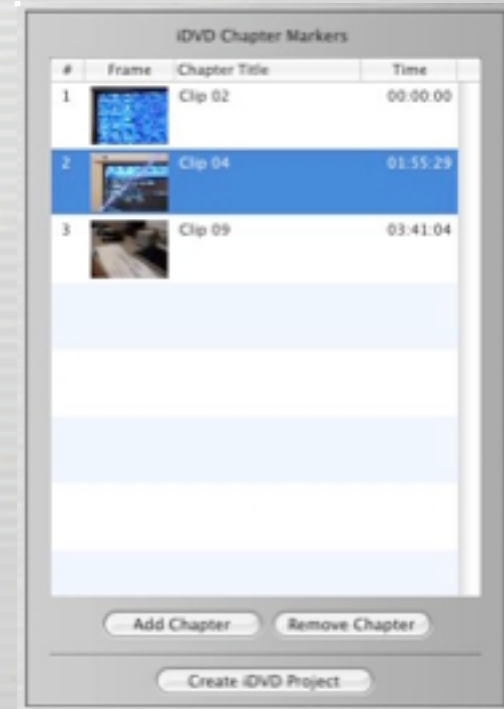 iDVD Chapter Markers
# Frame Chapter Title Time
1 Clip 02 00:00:00
2 Clip 04 01:55:29
3 Clip 09 03:41:04
Add Chapter Remove Chapter
Create iDVD Project